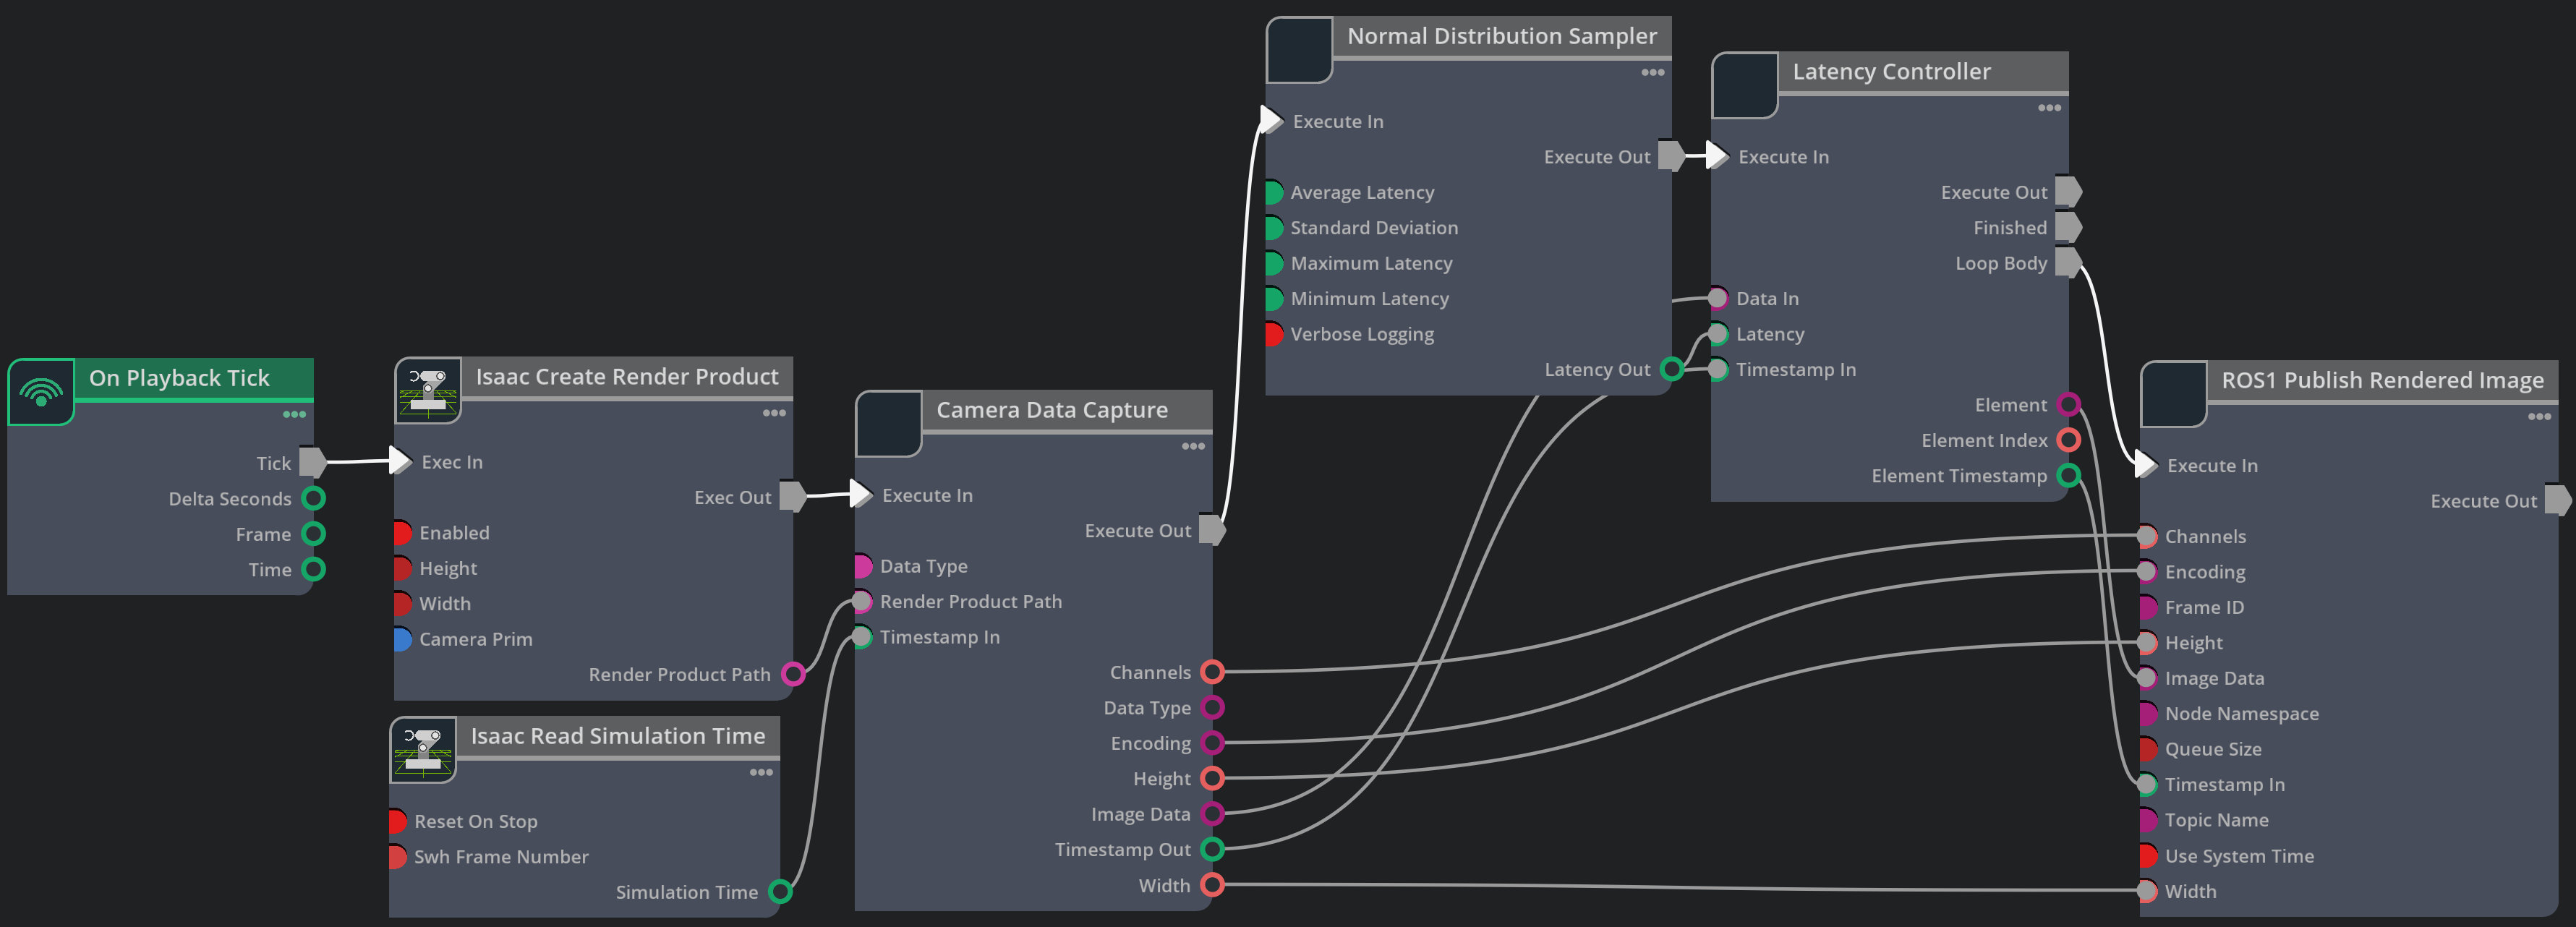 On Playback Tick
Tick
Delta Seconds
Frame
Time
Isaac Create Render Product
Exec In
Exec Out
Enabled
Height
Width
Camera Prim
Render Product Path
Isaac Read Simulation Time
Reset On Stop
Swh Frame Number
Simulation Time
Camera Data Capture
Execute In
Execute Out
Data Type
Render Product Path
Timestamp In
Channels
Data Type
Encoding
Height
Image Data
Timestamp Out
Width
Normal Distribution Sampler
Execute In
Execute Out
Average Latency
Standard Deviation
Maximum Latency
Minimum Latency
Verbose Logging
Latency Out
Latency Controller
Execute In
Execute Out
Finished
Loop Body
Data In
Latency
Timestamp In
Element
Element Index
Element Timestamp
ROS1 Publish Rendered Image
Execute In
Execute Out
Channels
Encoding
Frame ID
Height
Image Data
Node Namespace
Queue Size
Timestamp In
Topic Name
Use System Time
Width